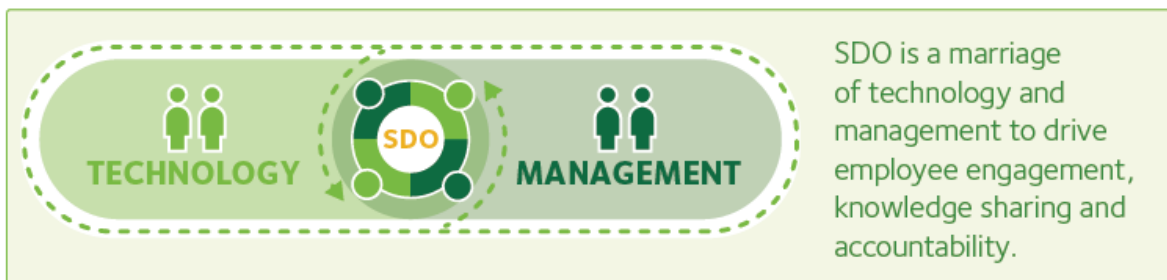 TECHNOLOGY
SDO
MANAGEMENT
SDO is a marriage
of technology and
management to drive
employee engagement,
knowledge sharing and
accountability.